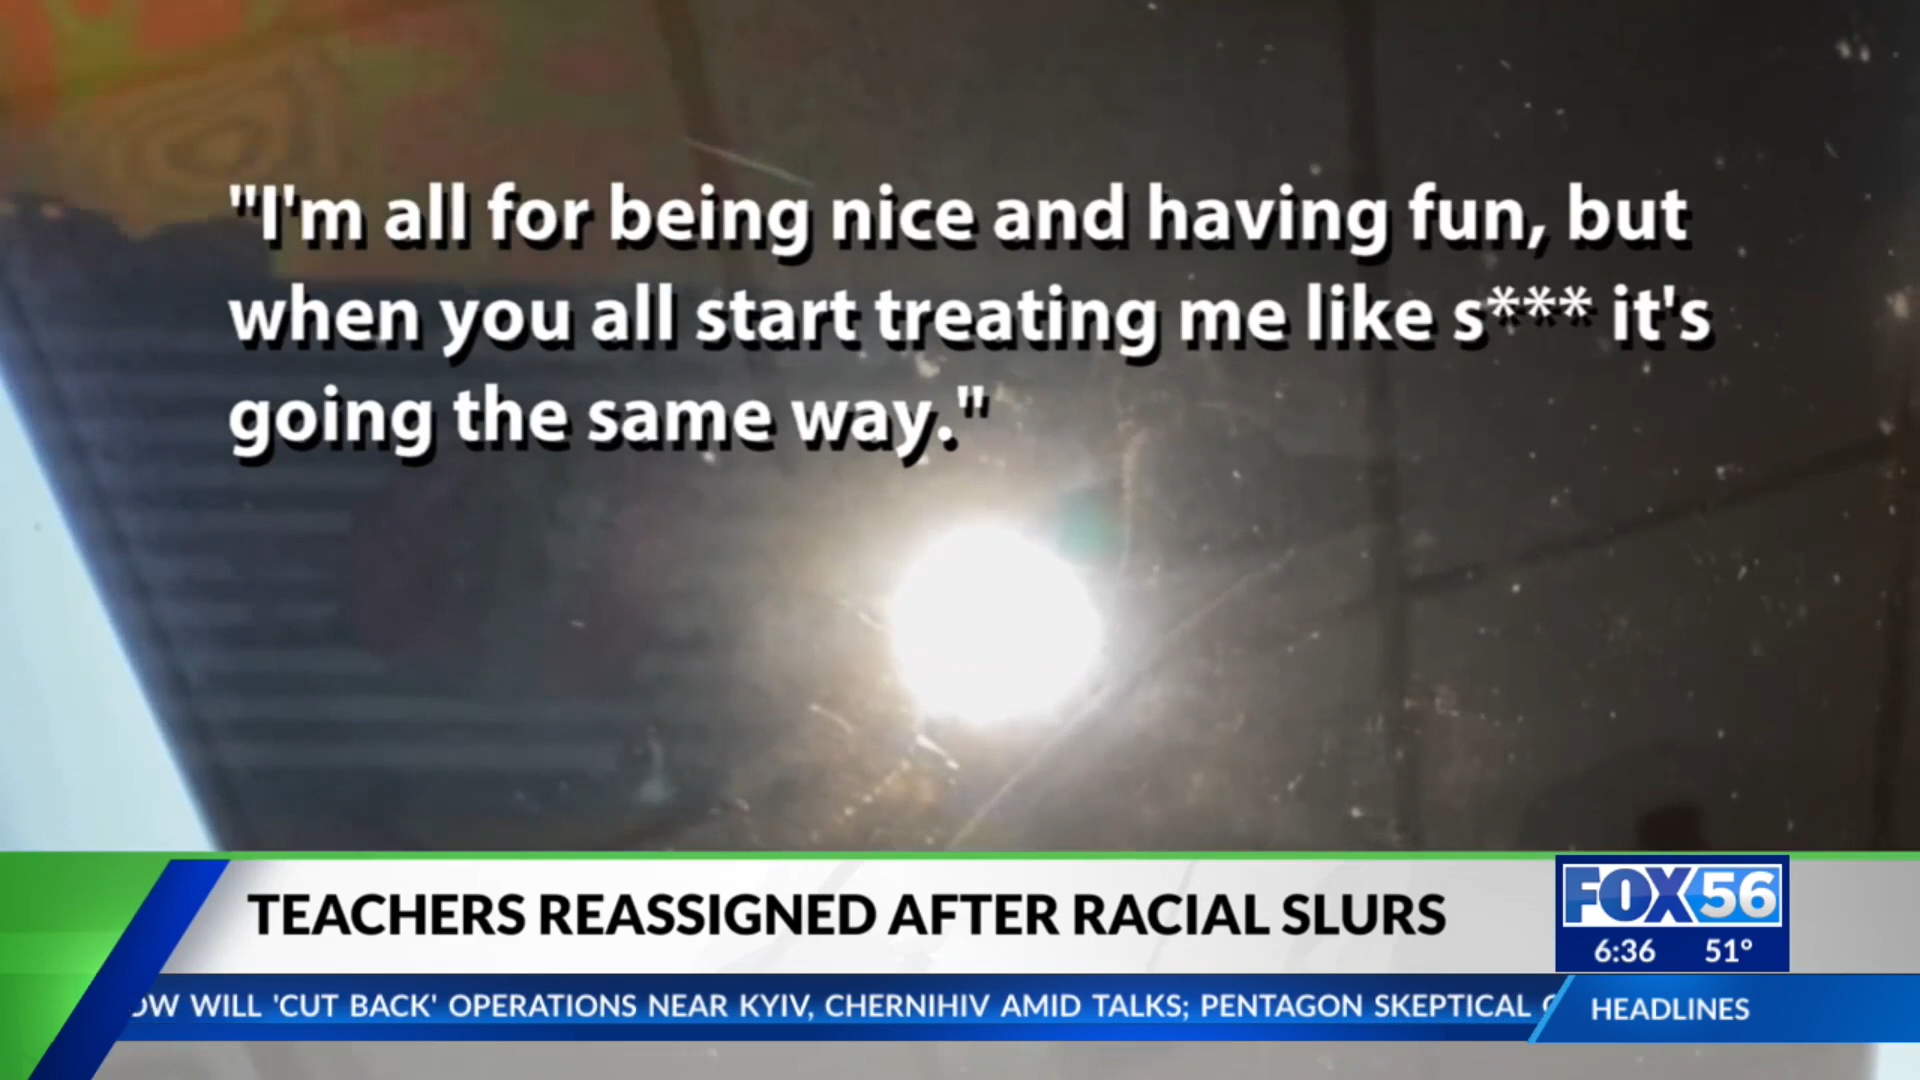 "I'm all for being nice and having fun, but
when you all start treating me like s*** it's
going the same way."
TEACHERS REASSIGNED AFTER RACIAL SLURS
FOX 56
6:36 51°
WILL 'CUT BACK' OPERATIONS NEAR KYIV, CHERNIHIV AMID TALKS; PENTAGON SKEPTICAL
HEADLINES